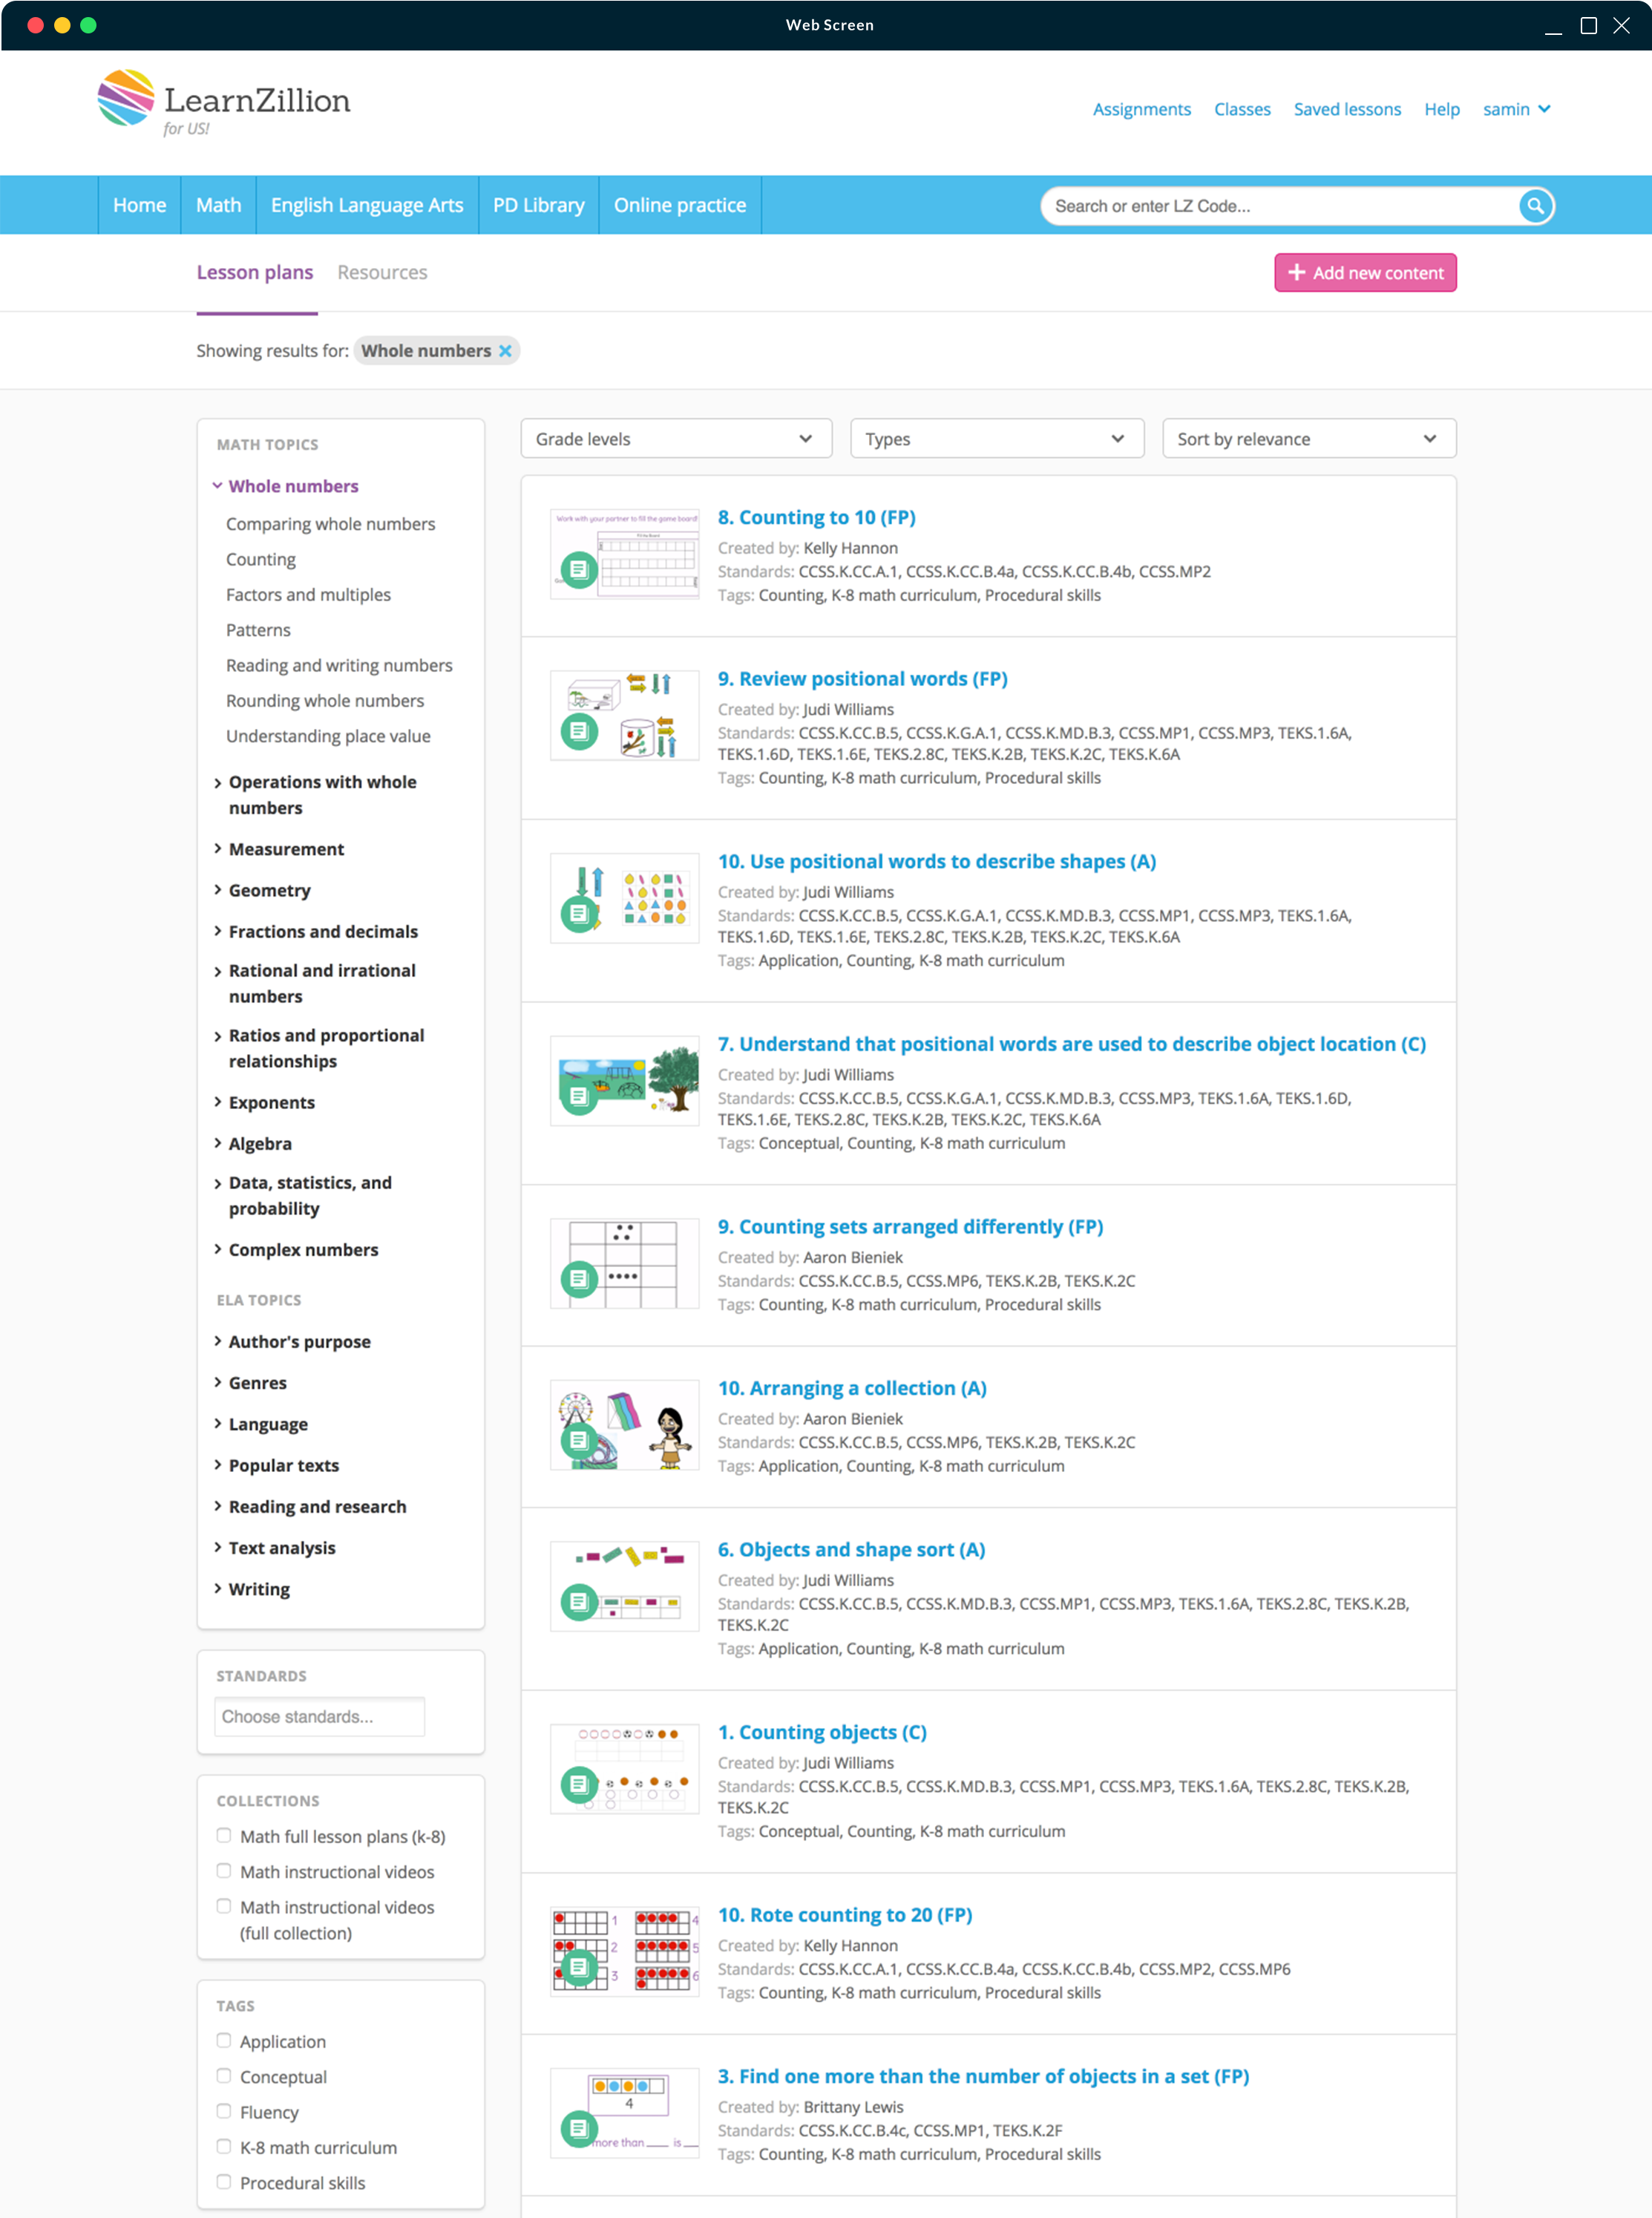 Web Screen
LearnZillion
for US!
Assignments Classes Saved lessons Help samin
Home Math English Language Arts PD Library Online practice
Search or enter LZ Code...
Lesson plans Resources
Add new content
Showing results for: Whole numbers
MATH TOPICS
Whole numbers
Comparing whole numbers
Counting
Factors and multiples
Patterns
Reading and writing numbers
Rounding whole numbers
Understanding place value
Operations with whole
numbers
Measurement
Geometry
Fractions and decimals
Rational and irrational
numbers
Ratios and proportional
relationships
Exponents
Algebra
Data, statistics, and
probability
Complex numbers
ELA TOPICS
Author's purpose
Genres
Language
Popular texts
Reading and research
Text analysis
Writing
STANDARDS
Choose standards...
COLLECTIONS
Math full lesson plans (k-8)
Math instructional videos
Math instructional videos
(full collection)
TAGS
Application
Conceptual
Fluency
K-8 math curriculum
Procedural skills
Grade levels
Types
Sort by relevance
Work with your partner to fill the game board!
8. Counting to 10 (FP)
Created by: Kelly Hannon
Standards: CCSS.K.CC.A.1, CCSS.K.CC.B.4a, CCSS.K.CC.B.4b, CCSS.MP2
Tags: Counting, K-8 math curriculum, Procedural skills
9. Review positional words (FP)
Created by: Judi Williams
Standards: CCSS.K.CC.B.5, CCSS.K.G.A.1, CCSS.K.MD.B.3, CCSS.MP1, CCSS.MP3, TEKS.1.6A,
TEKS.1.6D, TEKS.1.6E, TEKS.2.8C, TEKS.K.2B, TEKS.K.2C, TEKS.K.6A
Tags: Counting, K-8 math curriculum, Procedural skills
10. Use positional words to describe shapes (A)
Created by: Judi Williams
Standards: CCSS.K.CC.B.5, CCSS.K.G.A.1, CCSS.K.MD.B.3, CCSS.MP1, CCSS.MP3, TEKS.1.6A,
TEKS.1.6D, TEKS.1.6E, TEKS.2.8C, TEKS.K.2B, TEKS.K.2C, TEKS.K.6A
Tags: Application, Counting, K-8 math curriculum
7. Understand that positional words are used to describe object location (C)
Created by: Judi Williams
Standards: CCSS.K.CC.B.5, CCSS.K.G.A.1, CCSS.K.MD.B.3, CCSS.MP3, TEKS.1.6A, TEKS.1.6D,
TEKS.1.6E, TEKS.2.8C, TEKS.K.2B, TEKS.K.2C, TEKS.K.6A
Tags: Conceptual, Counting, K-8 math curriculum
9. Counting sets arranged differently (FP)
Created by: Aaron Bieniek
Standards: CCSS.K.CC.B.5, CCSS.MP6, TEKS.K.2B, TEKS.K.2C
Tags: Counting, K-8 math curriculum, Procedural skills
10. Arranging a collection (A)
Created by: Aaron Bieniek
Standards: CCSS.K.CC.B.5, CCSS.MP6, TEKS.K.2B, TEKS.K.2C
Tags: Application, Counting, K-8 math curriculum
6. Objects and shape sort (A)
Created by: Judi Williams
Standards: CCSS.K.CC.B.5, CCSS.K.MD.B.3, CCSS.MP1, CCSS.MP3, TEKS.1.6A, TEKS.2.8C, TEKS.K.2B,
TEKS.K.2C
Tags: Application, Counting, K-8 math curriculum
1. Counting objects (C)
Created by: Judi Williams
Standards: CCSS.K.CC.B.5, CCSS.K.MD.B.3, CCSS.MP1, CCSS.MP3, TEKS.1.6A, TEKS.2.8C, TEKS.K.2B,
TEKS.K.2C
Tags: Conceptual, Counting, K-8 math curriculum
1 4
2 5
3 6
10. Rote counting to 20 (FP)
Created by: Kelly Hannon
Standards: CCSS.K.CC.A.1, CCSS.K.CC.B.4a, CCSS.K.CC.B.4b, CCSS.MP2, CCSS.MP6
Tags: Counting, K-8 math curriculum, Procedural skills
4
more than ___ is __
3. Find one more than the number of objects in a set (FP)
Created by: Brittany Lewis
Standards: CCSS.K.CC.B.4c, CCSS.MP1, TEKS.K.2F
Tags: Counting, K-8 math curriculum, Procedural skills